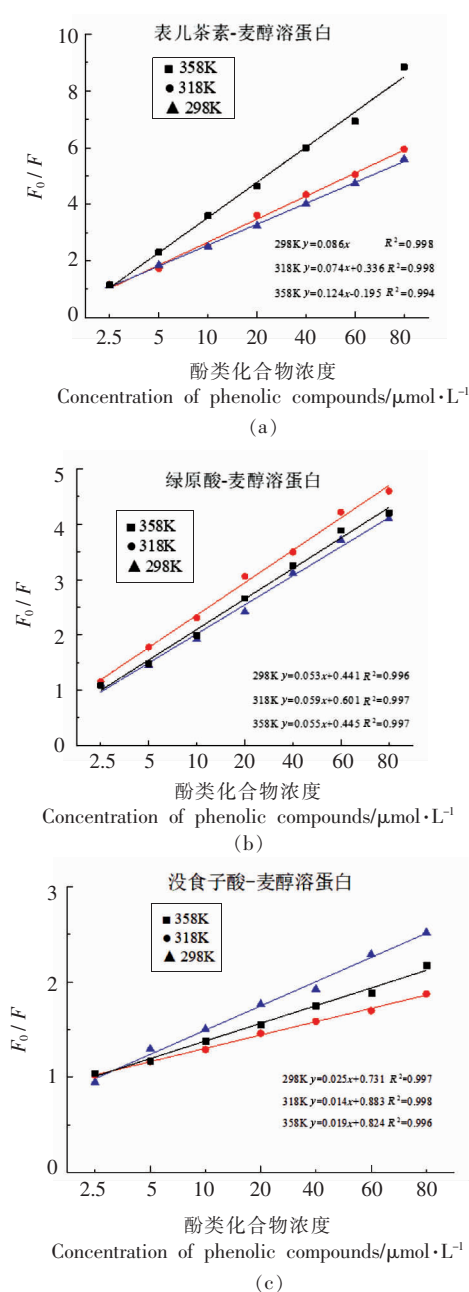 表儿茶素-麦醇溶蛋白
358K
318K
298K
10
8
6
4
2
0
F₀/F
298K y=0.086x R²=0.998
318K y=0.074x+0.336 R²=0.998
358K y=0.124x-0.195 R²=0.994
2.5 5 10 20 40 60 80
酚类化合物浓度
Concentration of phenolic compounds/μmol·L⁻¹
(a)
绿原酸-麦醇溶蛋白
358K
318K
298K
5
4
3
2
1
0
F₀/F
298K y=0.053x+0.441 R²=0.996
318K y=0.059x+0.601 R²=0.997
358K y=0.055x+0.445 R²=0.997
2.5 5 10 20 40 60 80
酚类化合物浓度
Concentration of phenolic compounds/μmol·L⁻¹
(b)
没食子酸-麦醇溶蛋白
358K
318K
298K
3
2
1
0
F₀/F
298K y=0.025x+0.731 R²=0.997
318K y=0.014x+0.883 R²=0.998
358K y=0.019x+0.824 R²=0.996
2.5 5 10 20 40 60 80
酚类化合物浓度
Concentration of phenolic compounds/μmol·L⁻¹
(c)